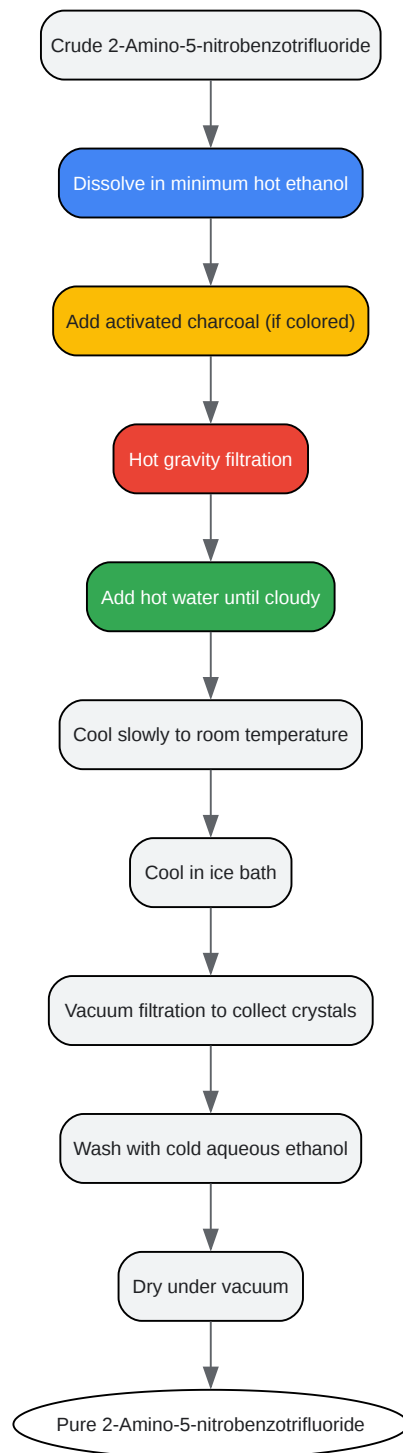 Crude 2-Amino-5-nitrobenzotrifluoride
Dissolve in minimum hot ethanol
Add activated charcoal (if colored)
Hot gravity filtration
Add hot water until cloudy
Cool slowly to room temperature
Cool in ice bath
Vacuum filtration to collect crystals
Wash with cold aqueous ethanol
Dry under vacuum
Pure 2-Amino-5-nitrobenzotrifluoride